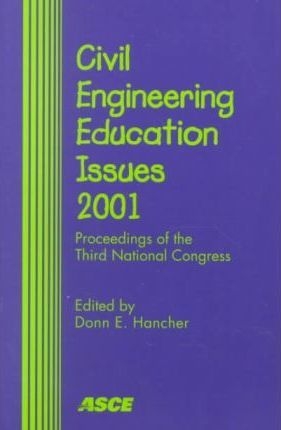 Civil
Engineering
Education
Issues
2001
Proceedings of the
Third National Congress
Edited by
Donn E. Hancher
ASCE